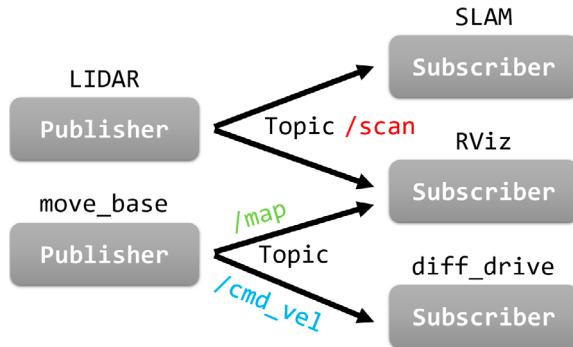 SLAM
Subscriber
LIDAR
Publisher
Topic /scan
RViz
Subscriber
move_base
Publisher
/map
Topic
/cmd_vel
diff_drive
Subscriber